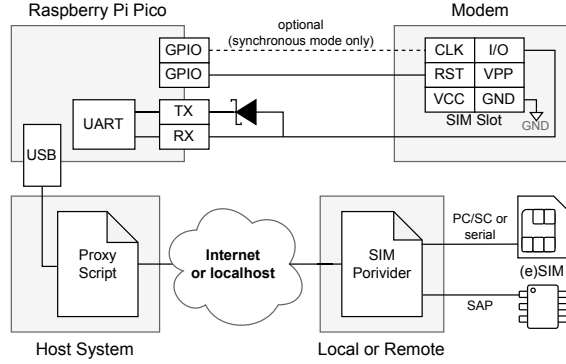 Raspberry Pi Pico
Modem
optional
(synchronous mode only)
GPIO
CLK
I/O
GPIO
RST
VPP
UART
TX
VCC
GND
RX
SIM Slot
GND
USB
Proxy
Script
Internet
or localhost
SIM
Porivider
PC/SC or
serial
(e)SIM
SAP
Host System
Local or Remote